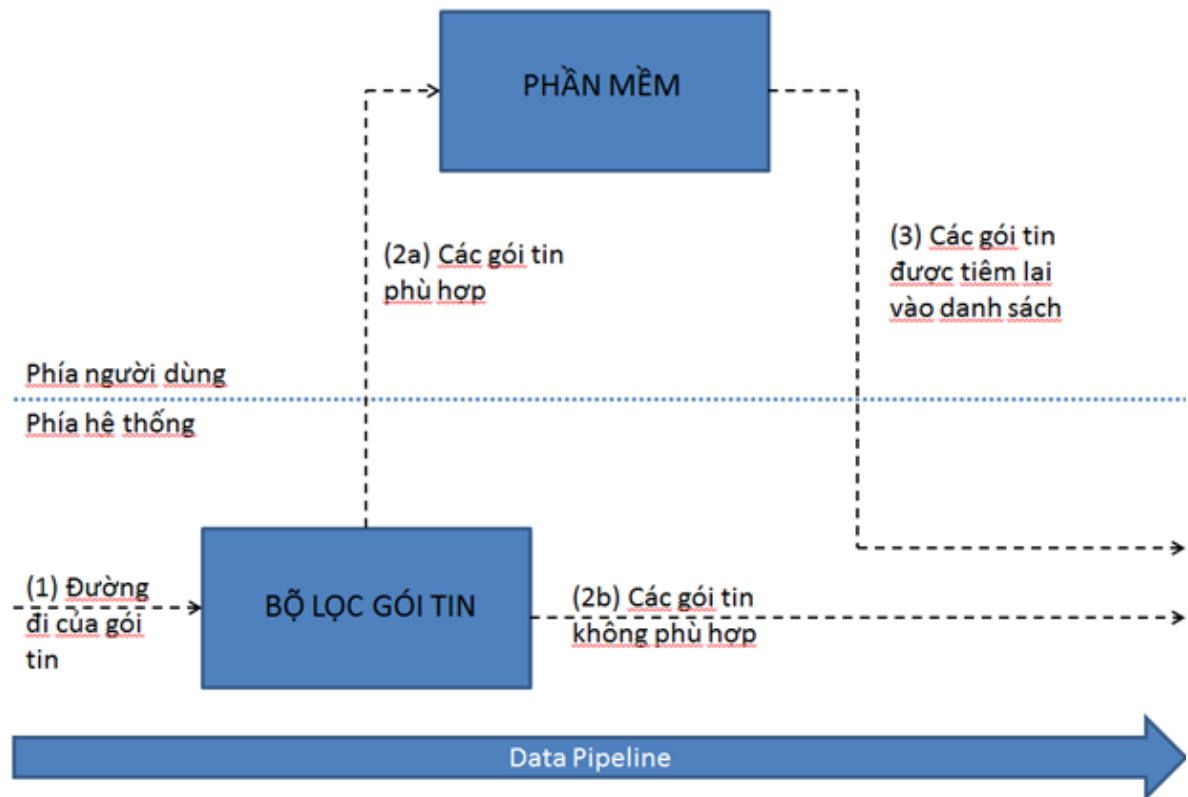 PHẦN MỀM
(2a) Các gói tin
phù hợp
(3) Các gói tin
được tiêm lại
vào danh sách
Phía người dùng
Phía hệ thống
(1) Đường
đi của gói
tin
BỘ LỌC GÓI TIN
(2b) Các gói tin
không phù hợp
Data Pipeline